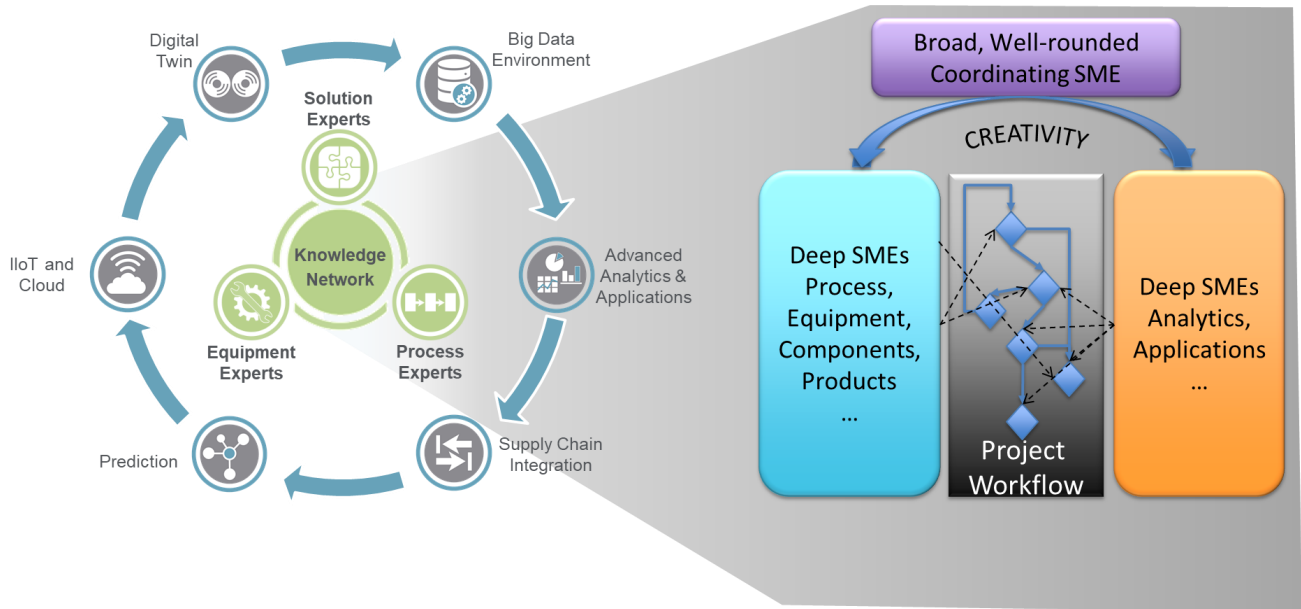 Digital
Twin
Big Data
Environment
Solution
Experts
IIoT and
Cloud
Knowledge
Network
Advanced
Analytics &
Applications
Equipment
Experts
Process
Experts
Prediction
Supply Chain
Integration
Broad, Well-rounded
Coordinating SME
CREATIVITY
Deep SMEs
Process,
Equipment,
Components,
Products
…
Project
Workflow
Deep SMEs
Analytics,
Applications
…